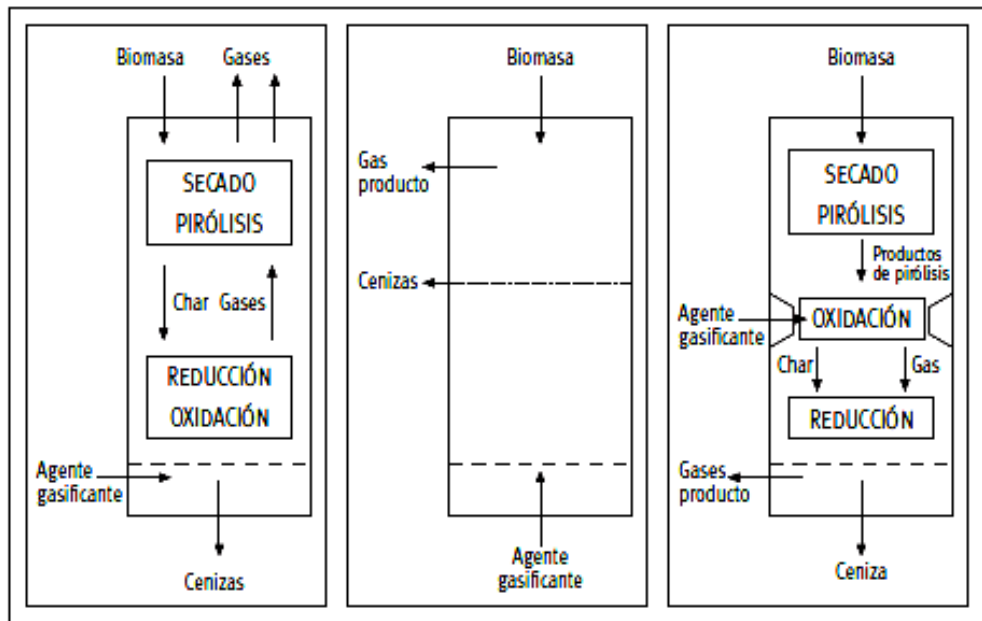 Biomasa
Gases
SECADO
PIRÓLISIS
Char
Gases
REDUCCIÓN
OXIDACIÓN
Agente
gasificante
Cenizas
Biomasa
Gas
producto
Cenizas
Agente
gasificante
Biomasa
SECADO
PIRÓLISIS
Productos
de pirólisis
Agente
gasificante
OXIDACIÓN
Char
Gas
REDUCCIÓN
Gases
producto
Ceniza